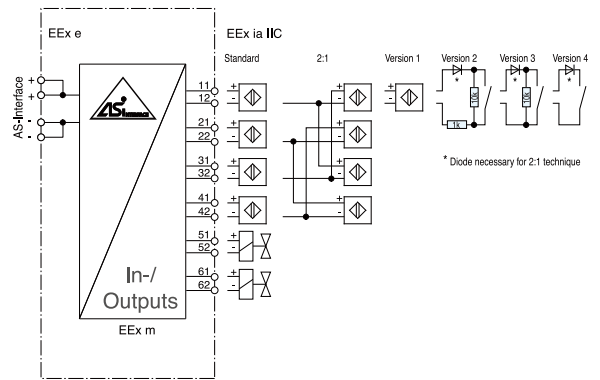 EEx e
EEx ia IIC
Standard
2:1
Version 1
Version 2
Version 3
Version 4
AS-Interface
+
+
-
-
ASI
INTERFACE
11
12
21
22
31
32
41
42
51
52
61
62
+
-
+
-
+
-
+
-
+
-
+
-
+
-
+
-
+
-
+
-
+
-
*
10k
1k
*
10k
*
* Diode necessary for 2:1 technique
In-/
Outputs
EEx m